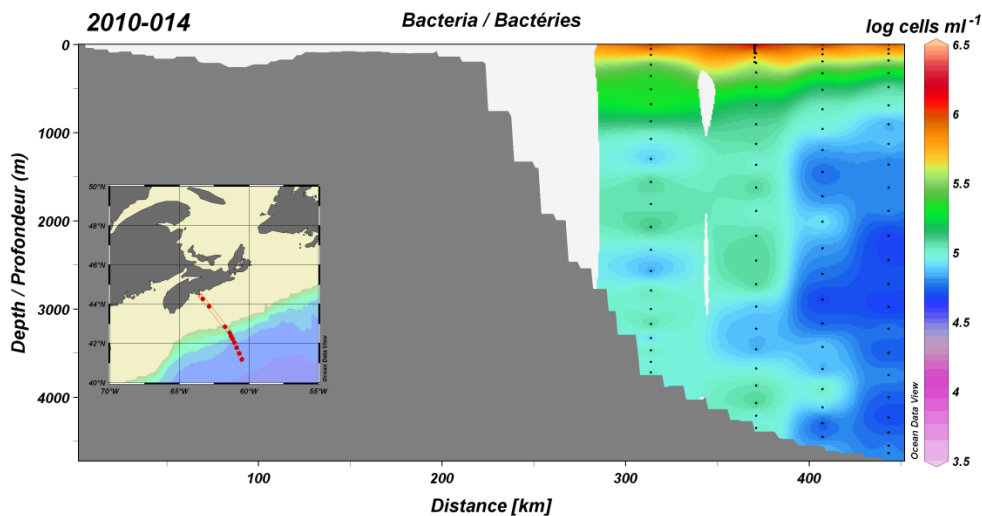 2010-014
Bacteria / Bactéries
log cells ml-1
Depth / Profondeur (m)
0
1000
2000
3000
4000
50°N
48°N
46°N
44°N
42°N
40°N
70°W
65°W
60°W
55°W
Ocean Data View
6.5
6
5.5
5
4.5
4
3.5
Ocean Data View
100
200
300
400
Distance [km]